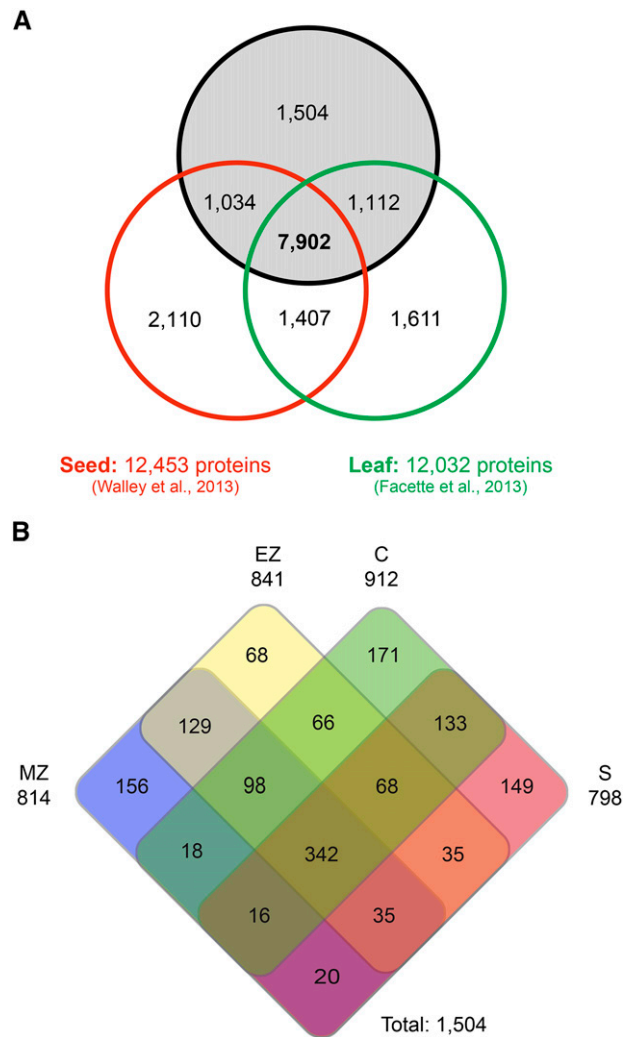 A
1,504
1,034
1,112
7,902
2,110
1,407
1,611
Seed: 12,453 proteins
(Walley et al., 2013)
Leaf: 12,032 proteins
(Facette et al., 2013)
B
EZ
841
C
912
68
171
129
66
133
MZ
814
156
98
68
149
S
798
18
342
35
16
35
20
Total: 1,504